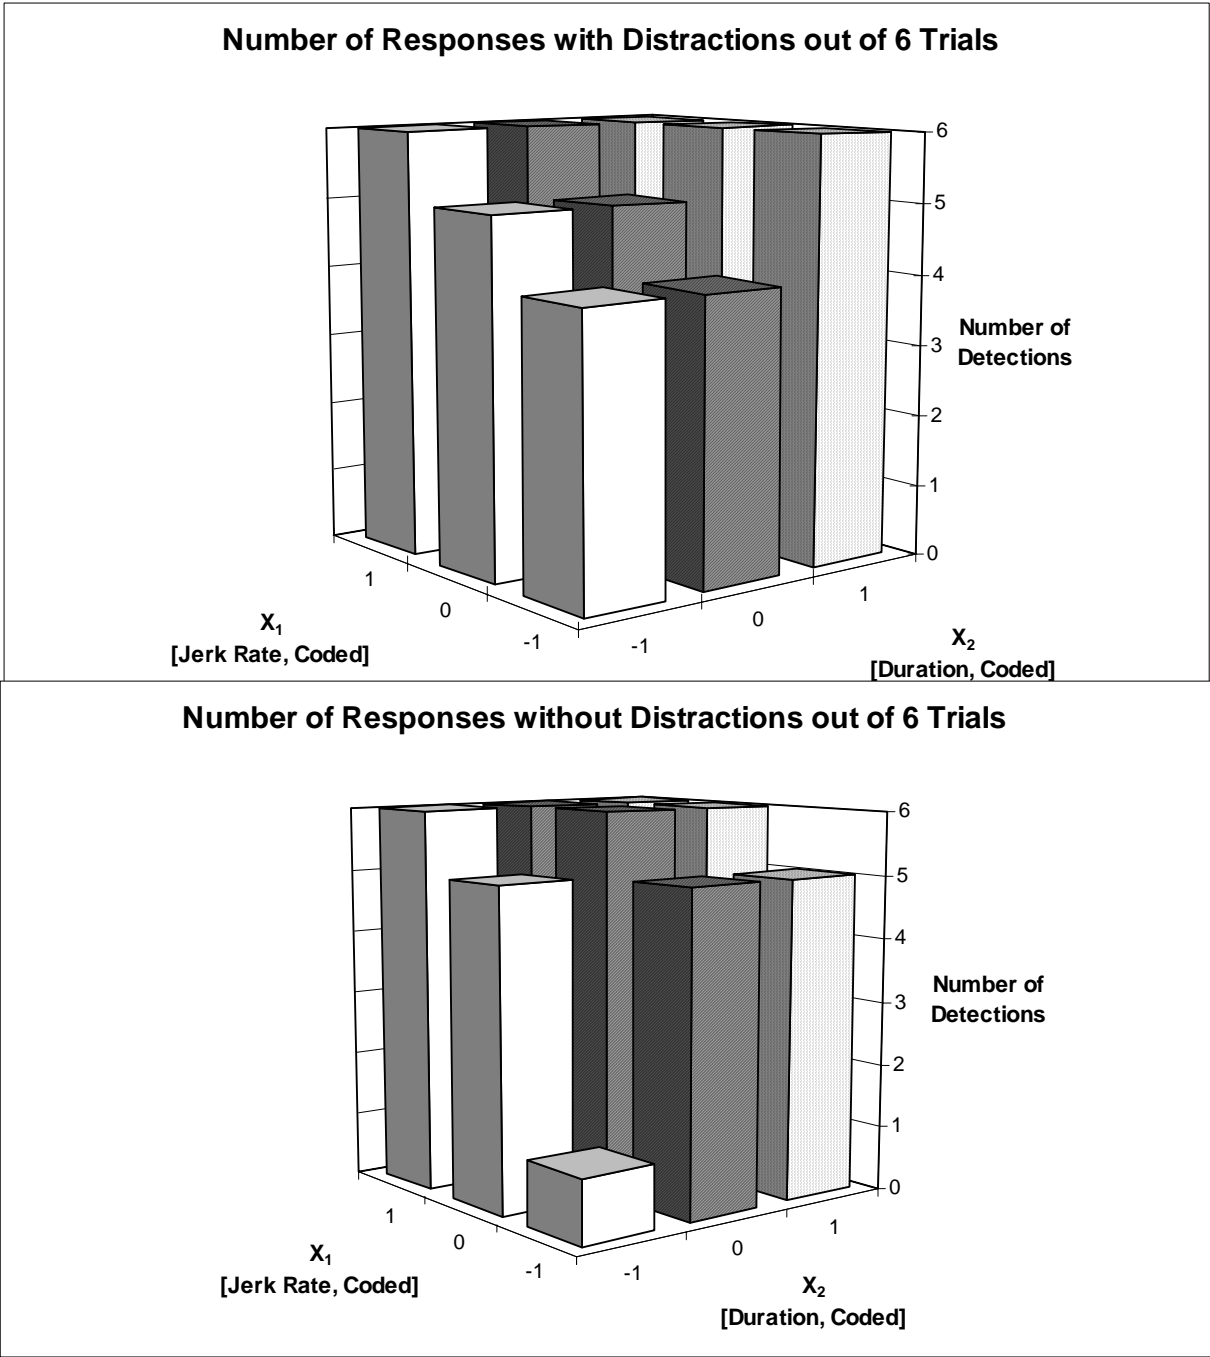 Number of Responses with Distractions out of 6 Trials
6
5
4
3
2
1
0
Number of
Detections
1
0
-1
-1
0
1
X₁
[Jerk Rate, Coded]
X₂
[Duration, Coded]
Number of Responses without Distractions out of 6 Trials
6
5
4
3
2
1
0
Number of
Detections
1
0
-1
-1
0
1
X₁
[Jerk Rate, Coded]
X₂
[Duration, Coded]